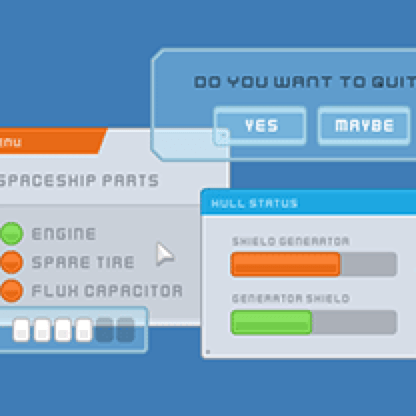 DO YOU WANT TO QUIT
YES
MAYBE
SPACESHIP PARTS
ENGINE
SPARE TIRE
FLUX CAPACITOR
HULL STATUS
SHIELD GENERATOR
GENERATOR SHIELD